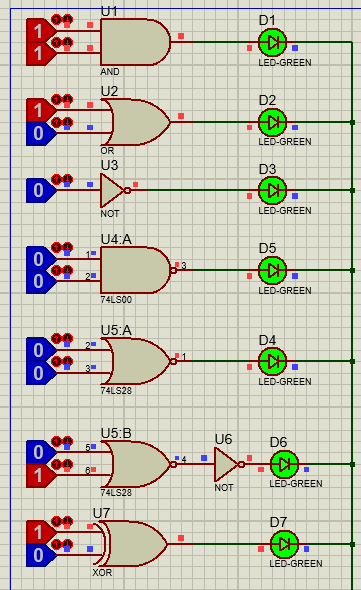 U1
D1
1
1
AND
LED-GREEN
U2
D2
1
0
OR
LED-GREEN
U3
D3
0
NOT
LED-GREEN
U4:A
D5
0
1
3
0
2
74LS00
LED-GREEN
U5:A
D4
0
2
1
0
3
74LS28
LED-GREEN
U5:B
U6
D6
0
5
4
1
6
74LS28
NOT
LED-GREEN
U7
D7
1
0
XOR
LED-GREEN